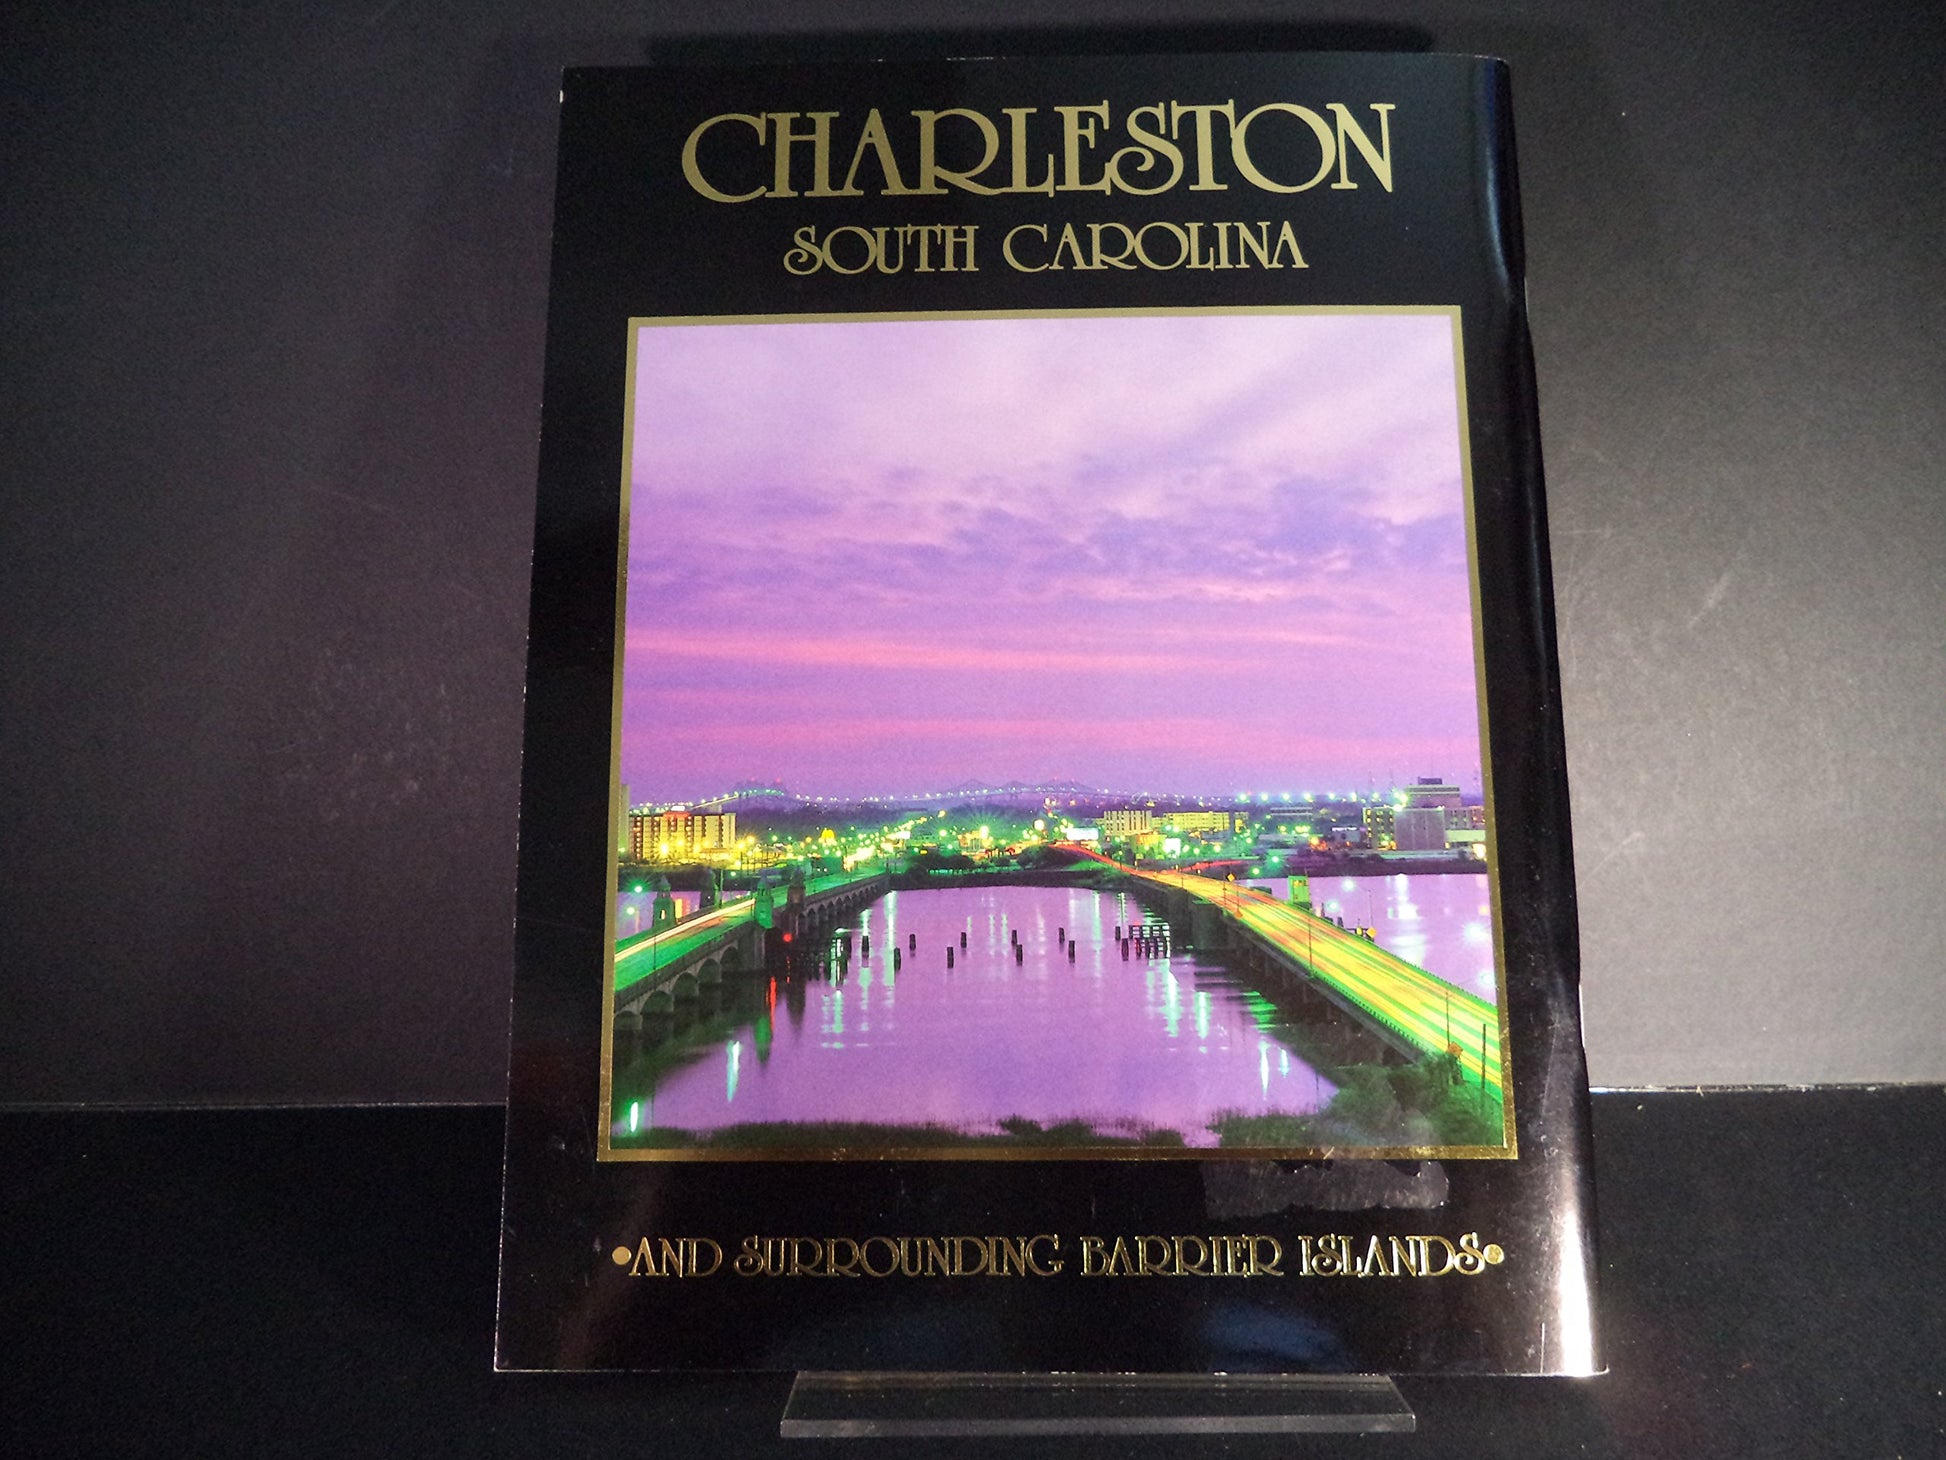 CHARLESTON
SOUTH CAROLINA
•AND SURROUNDING BARRIER ISLANDS•